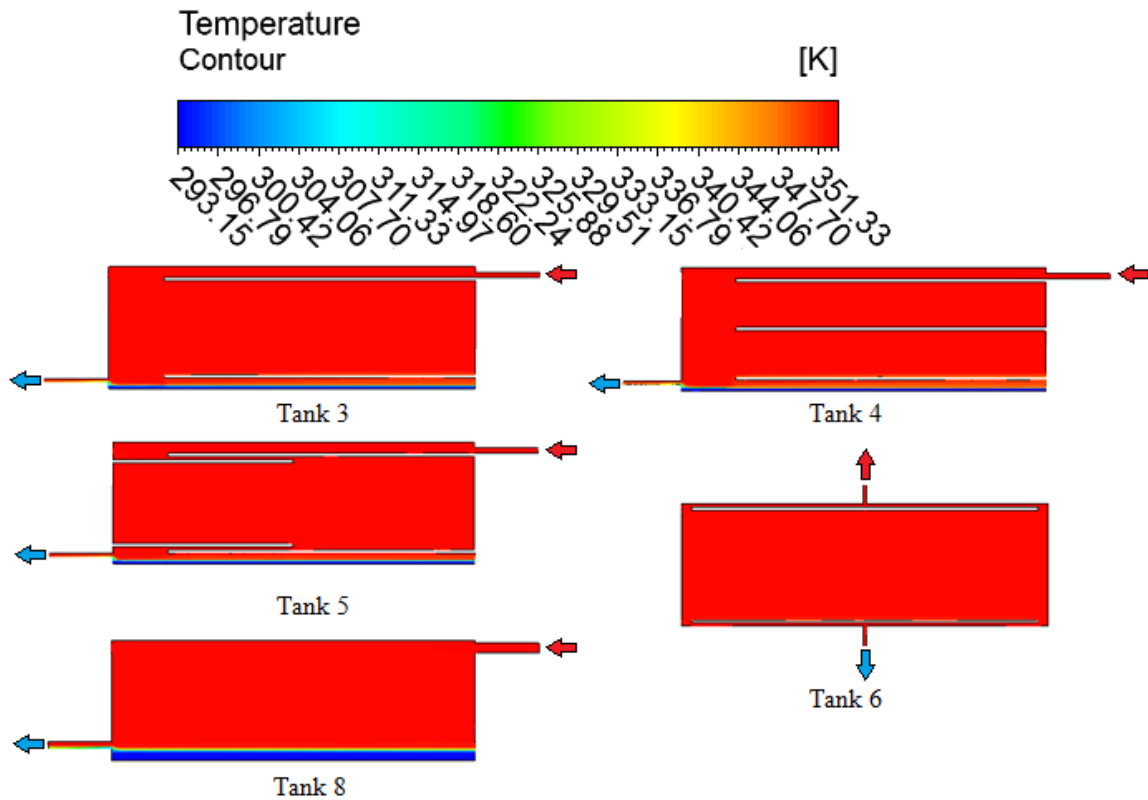 Temperature
Contour [K]
293.15 296.79 300.42 304.06 307.70 311.33 314.97 318.60 322.24 325.88 329.51 333.15 336.79 340.42 344.06 347.70 351.33
Tank 3 Tank 4
Tank 5
Tank 6
Tank 8